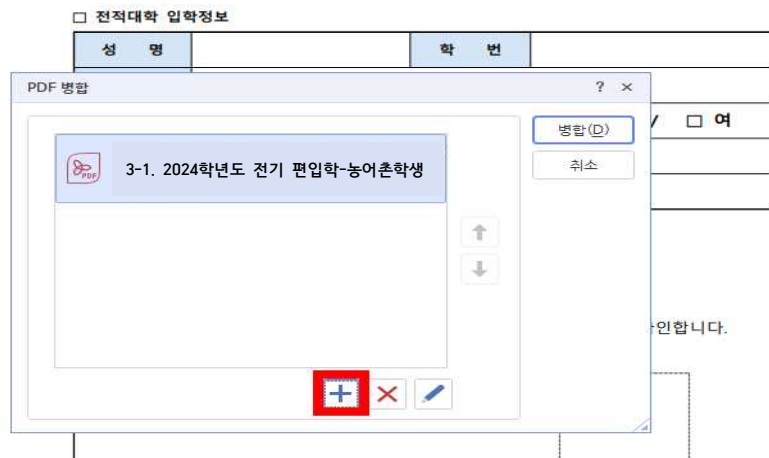 □ 전적대학 입학정보
성 명
학 번
PDF 병합
? ×
병합(D)
/ □ 여
PDF
3-1. 2024학년도 전기 편입학-농어촌학생
취소
인합니다.